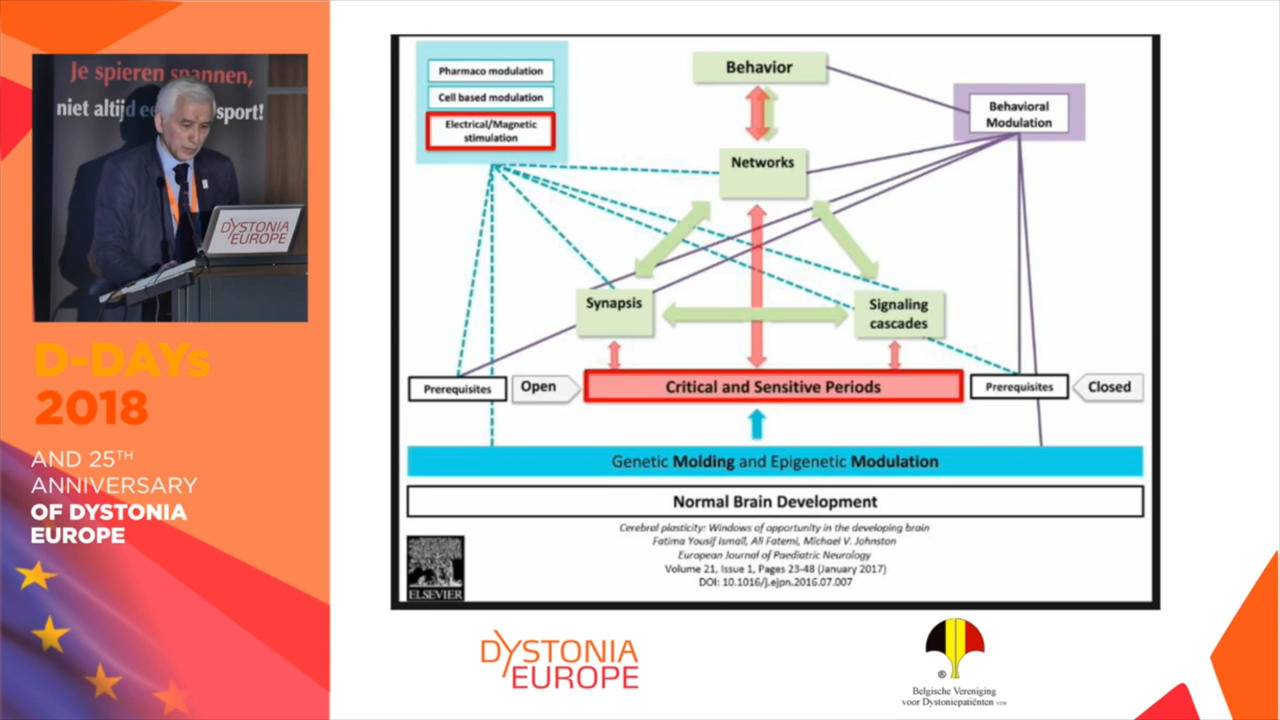 Je spieren spannen,
niet altijd ee sport!
DYSTONIA
EUROPE
D-DAYs
2018
AND 25TH
ANNIVERSARY
OF DYSTONIA
EUROPE
Pharmaco modulation
Cell based modulation
Electrical/Magnetic
stimulation
Behavior
Behavioral
Modulation
Networks
Synapsis
Signaling
cascades
Prerequisites
Open
Critical and Sensitive Periods
Prerequisites
Closed
Genetic Molding and Epigenetic Modulation
Normal Brain Development
Cerebral plasticity: Windows of opportunity in the developing brain
Fatima Yousif Ismail, Ali Fatemi, Michael V. Johnston
European Journal of Paediatric Neurology
Volume 21, Issue 1, Pages 23-48 (January 2017)
DOI: 10.1016/j.ejpn.2016.07.007
ELSEVIER
DYSTONIA
EUROPE
®
Belgische Vereniging
voor Dystoniepatiënten vzw